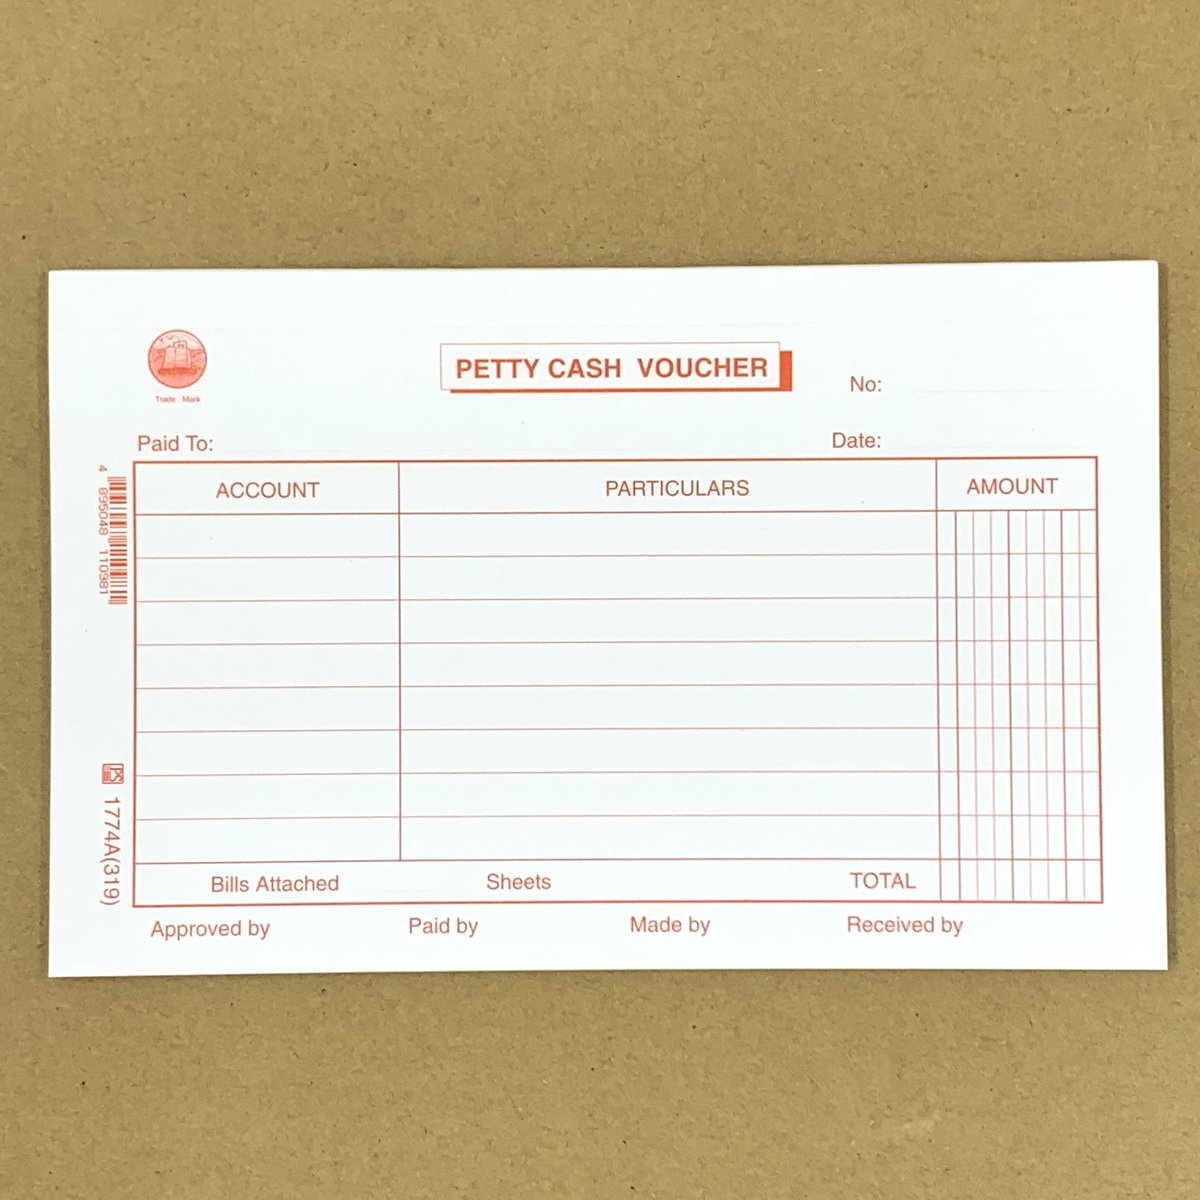 PETTY CASH VOUCHER
Trade Mark
No:
Paid To:
Date:
ACCOUNT PARTICULARS AMOUNT
Bills Attached Sheets TOTAL
Approved by Paid by Made by Received by
4 895048 110981
IPS
1774A(319)